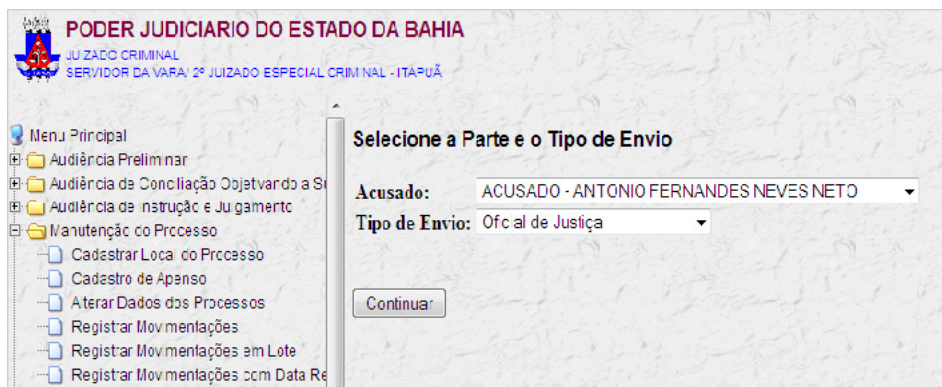 PODER JUDICIARIO DO ESTADO DA BAHIA
JUIZADO CRIMINAL
SERVIDOR DA VARA/ 2º JUIZADO ESPECIAL CRIMINAL - ITAPUÃ
Menu Principal
Audiência Preliminar
Audiência de Conciliação Objetivando a Su
Audiência de Instrução e Julgamento
Manutenção do Processo
Cadastrar Local do Processo
Cadastro de Apenso
Alterar Dados dos Processos
Registrar Movimentações
Registrar Movimentações em Lote
Registrar Movimentações com Data Re
Selecione a Parte e o Tipo de Envio
Acusado: ACUSADO - ANTONIO FERNANDES NEVES NETO
Tipo de Envio: Oficial de Justiça
Continuar